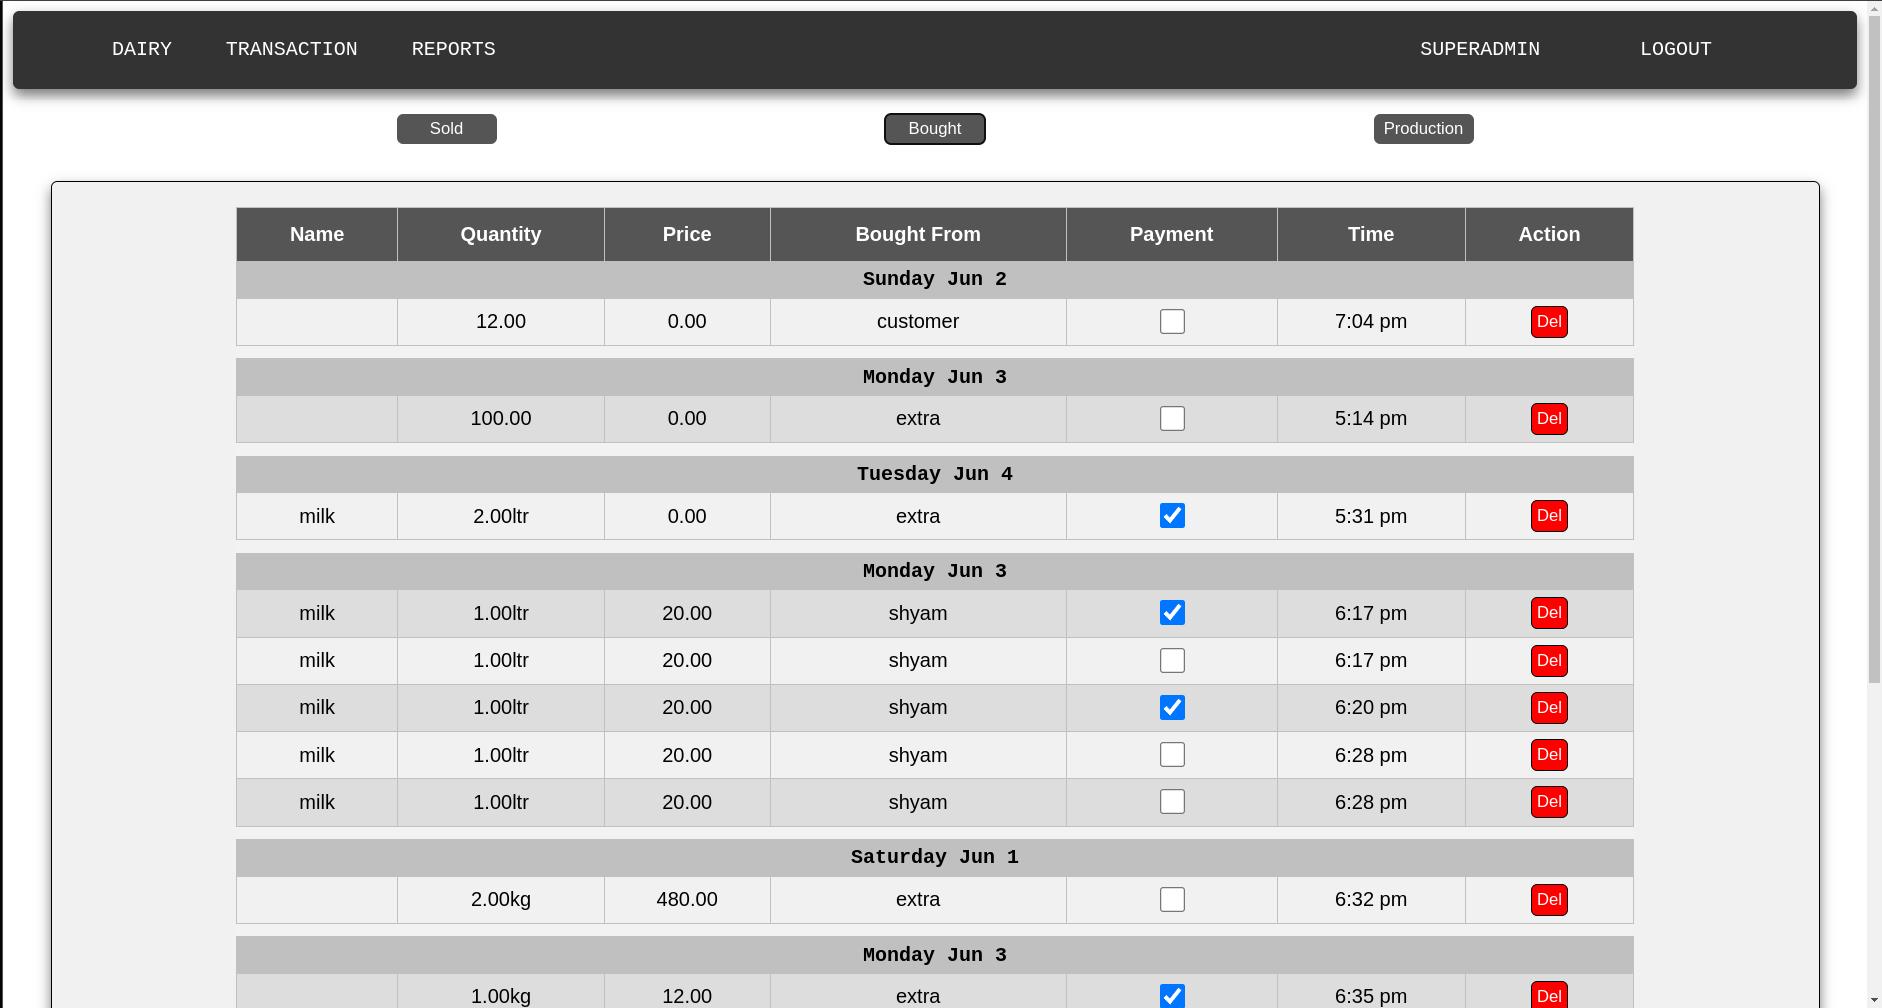 DAIRY TRANSACTION REPORTS SUPERADMIN LOGOUT
Sold Bought Production
Name Quantity Price Bought From Payment Time Action
Sunday Jun 2
12.00 0.00 customer 7:04 pm Del
Monday Jun 3
100.00 0.00 extra 5:14 pm Del
Tuesday Jun 4
milk 2.00ltr 0.00 extra 5:31 pm Del
Monday Jun 3
milk 1.00ltr 20.00 shyam 6:17 pm Del
milk 1.00ltr 20.00 shyam 6:17 pm Del
milk 1.00ltr 20.00 shyam 6:20 pm Del
milk 1.00ltr 20.00 shyam 6:28 pm Del
milk 1.00ltr 20.00 shyam 6:28 pm Del
Saturday Jun 1
2.00kg 480.00 extra 6:32 pm Del
Monday Jun 3
1.00kg 12.00 extra 6:35 pm Del